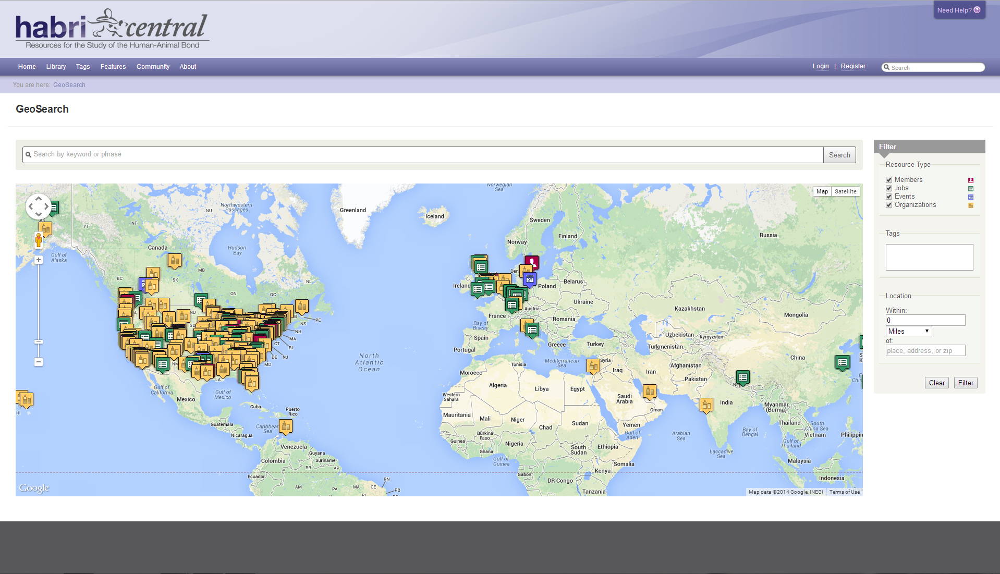 Need Help?
habri central
Resources for the Study of the Human-Animal Bond
Home Library Tags Features Community About
Login | Register
Search
You are here: GeoSearch
GeoSearch
Search by keyword or phrase
Search
Filter
Resource Type
Members
Jobs
Events
Organizations
Tags
Location
Within:
0
Miles
of:
place, address, or zip
Clear Filter
Map Satellite
Norwegian Sea
Greenland
Iceland
Sweden
Finland
Norway
Russia
NU
Northwestern Passages
YT
NT
AK
Gulf of Alaska
Canada
Hudson Bay
BC
MB
SK
ON
QC
NL
PE
NS
NH
MA
CT
RI
DE
NJ
MD
ND
SD
NM
LA
HI
Ireland
Poland
Belarus
Ukraine
Austria
France
Romania
Bay of Biscay
Spain
Portugal
Greece
Turkey
Kazakhstan
Mongolia
Uzbekistan
Kyrgyzstan
Turkmenistan
China
North Atlantic Ocean
Mediterranean Sea
Tunisia
Syria
Iraq
Iran
Afghanistan
Pakistan
Morocco
Algeria
Libya
Egypt
Western Sahara
Saudi Arabia
Oman
India
Myanmar (Burma)
Gulf of California
Gulf of Mexico
Mexico
Cuba
Puerto Rico
Caribbean Sea
Guatemala
Nicaragua
Mauritania
Mali
Niger
Chad
Sudan
Yemen
Gulf of Aden
Arabian Sea
Bay of Bengal
Thailand
South China Sea
Vietnam
Philippin
Gulf of Thailand
Laccadive Sea
Burkina Faso
Guinea
Ghana
Nigeria
South Sudan
Ethiopia
Somalia
Gulf of Guinea
Venezuela
Guyana
Suriname
Colombia
RR
AP
Ecuador
Malaysia
Indonesia
Gabon
DR Congo
Kenya
Tanzania
AM
PA
MA
CE
RN
PB
PI
Google
Map data ©2014 Google, INEGI
Terms of Use